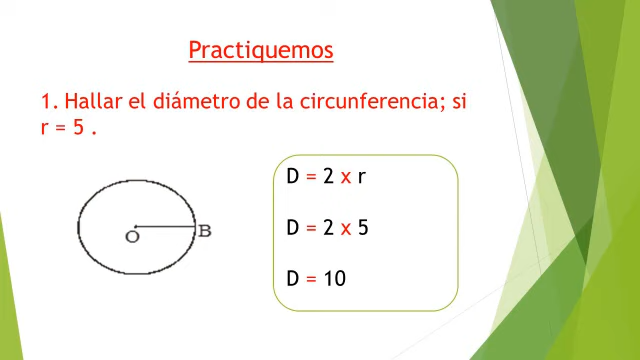 Practiquemos
1. Hallar el diámetro de la circunferencia; si
r = 5 .
D = 2 x r
D = 2 x 5
D = 10
O
B